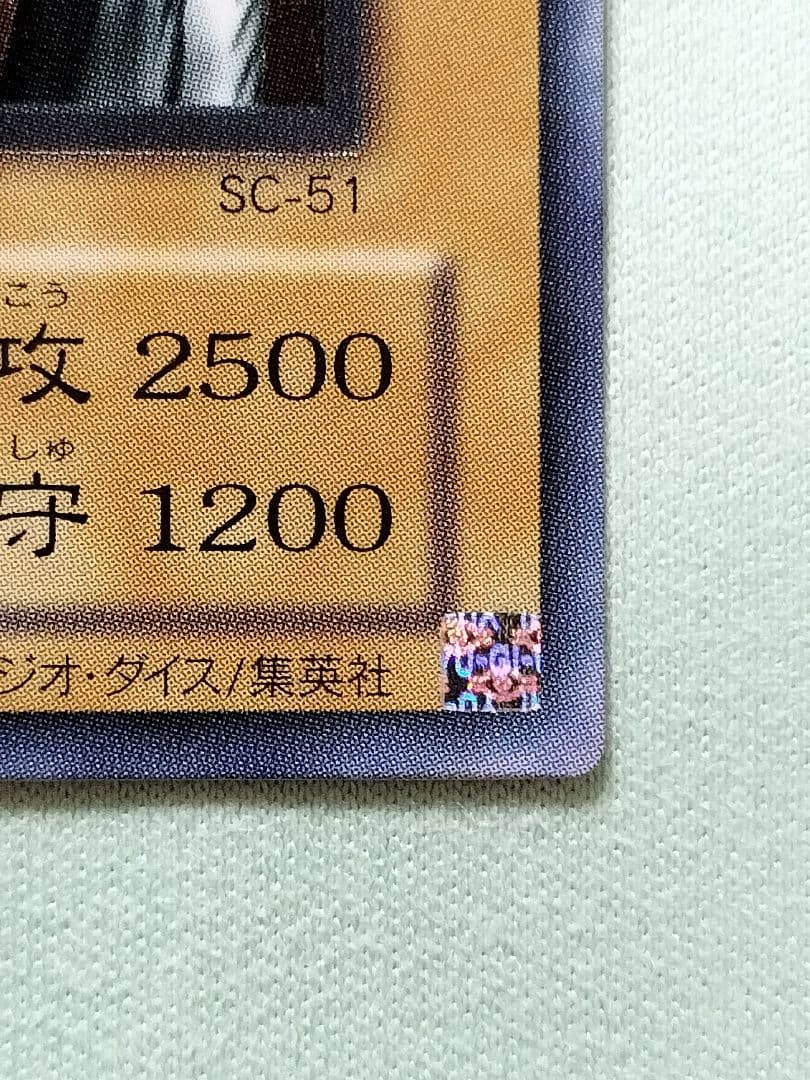 SC-51
こう
攻 2500
しゅ
守 1200
ジオ・ダイス/集英社